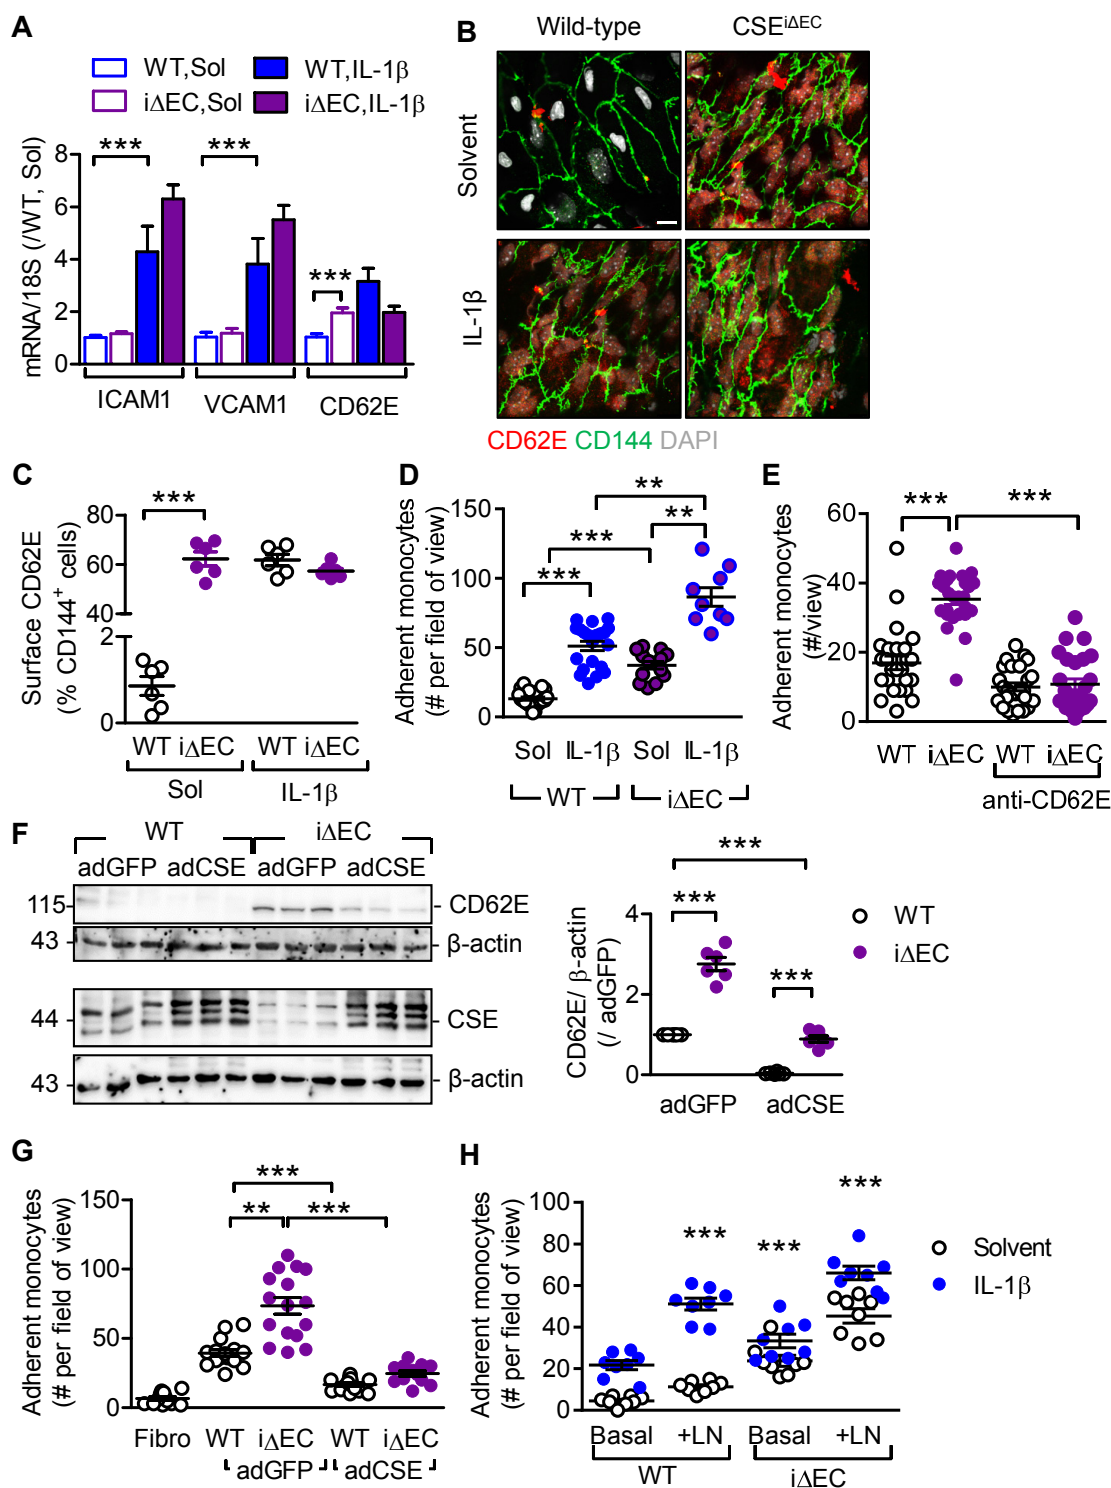 A
WT,Sol WT,IL-1β
iΔEC,Sol iΔEC,IL-1β
mRNA/18S (/WT, Sol)
8
6
4
2
0
*** *** ***
ICAM1 VCAM1 CD62E
B
Wild-type CSEiΔEC
Solvent
IL-1β
CD62E CD144 DAPI
C
Surface CD62E
(% CD144+ cells)
80
60
40
2
1
0
***
WT iΔEC WT iΔEC
Sol IL-1β
D
Adherent monocytes
(# per field of view)
150
100
50
0
**
*** **
***
Sol IL-1β Sol IL-1β
WT iΔEC
E
Adherent monocytes
(#/view)
60
40
20
0
*** ***
WT iΔEC WT iΔEC
anti-CD62E
F
WT iΔEC
adGFP adCSE adGFP adCSE
115 - - CD62E
43 - - β-actin
44 - - CSE
43 - - β-actin
CD62E/ β-actin
(/ adGFP)
4
2
0
***
***
***
WT
iΔEC
adGFP adCSE
G
Adherent monocytes
(# per field of view)
150
100
50
0
***
** ***
Fibro WT iΔEC WT iΔEC
adGFP adCSE
H
Adherent monocytes
(# per field of view)
100
80
60
40
20
0
*** *** ***
Solvent
IL-1β
Basal +LN Basal +LN
WT iΔEC